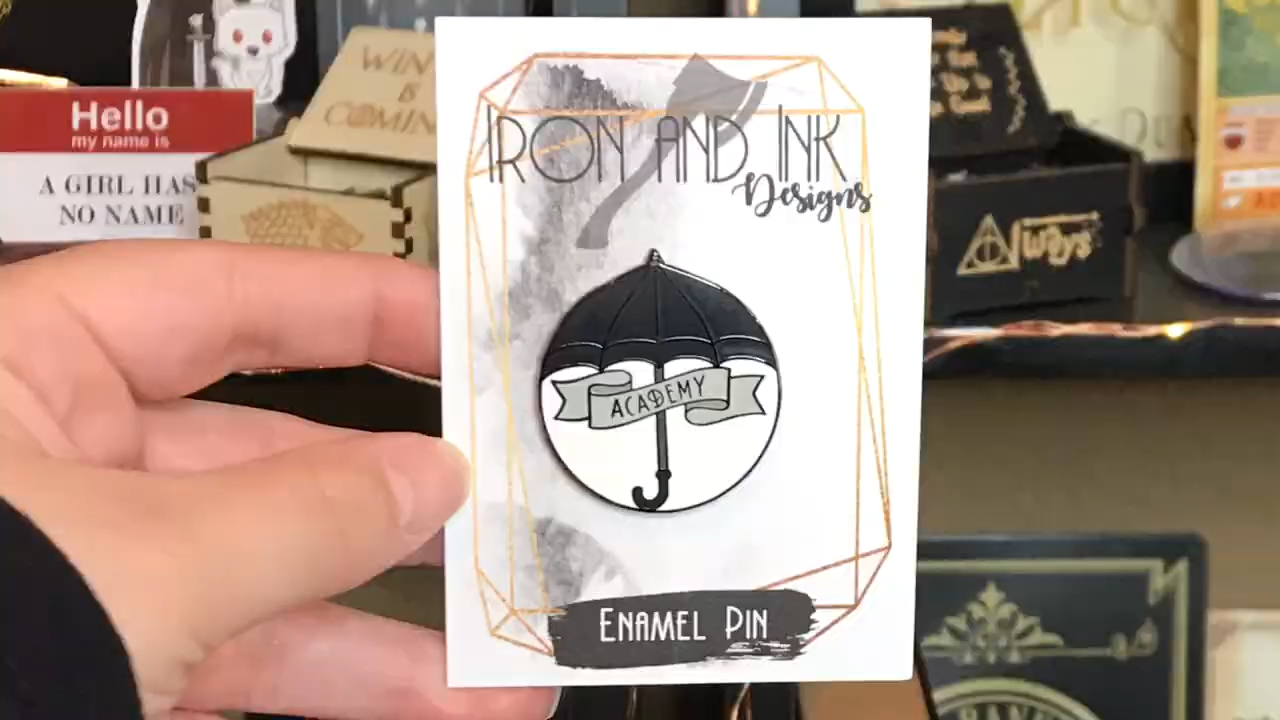 Hello
my name is
A GIRL HAS
NO NAME
WIN
IS
COMIN
IRON AND INK
Designs
ACADEMY
ENAMEL PIN
Always